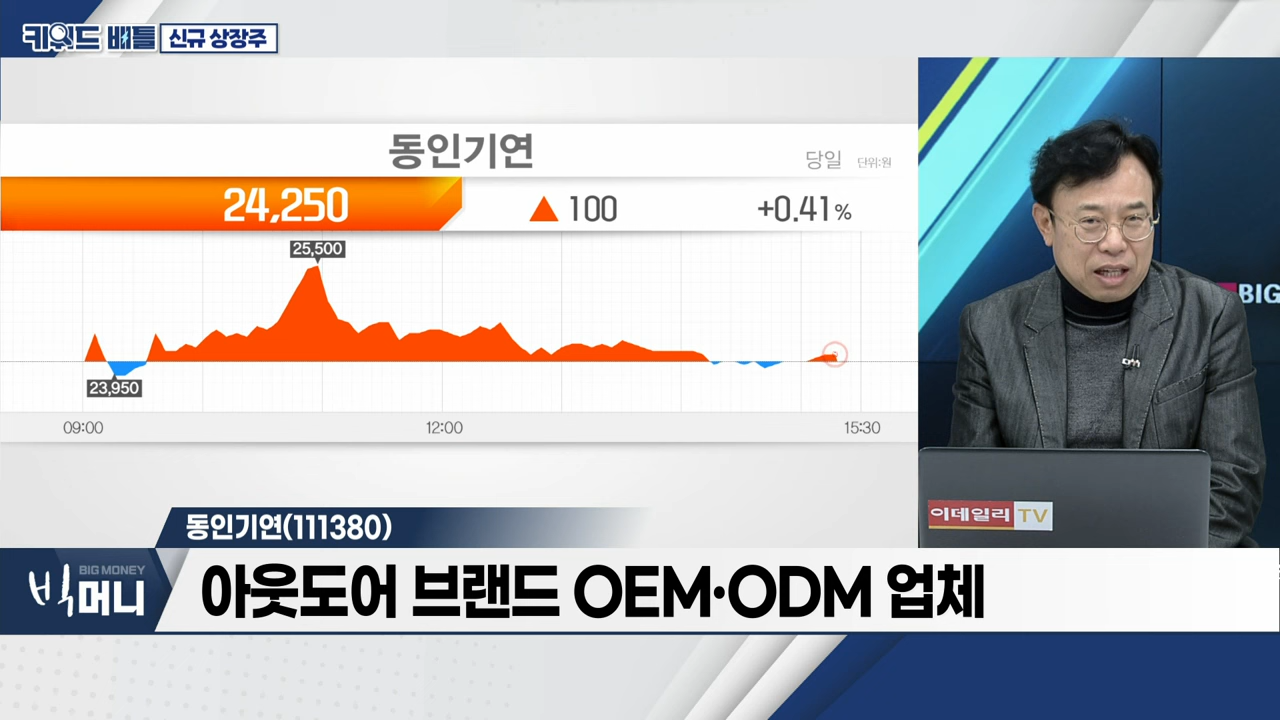 키워드 배틀 신규 상장주
동인기연
당일 단위:원
24,250 ▲ 100 +0.41%
25,500
23,950
09:00 12:00 15:30
BIG
이데일리 TV
동인기연(111380)
BIG MONEY
빅머니
아웃도어 브랜드 OEM·ODM 업체